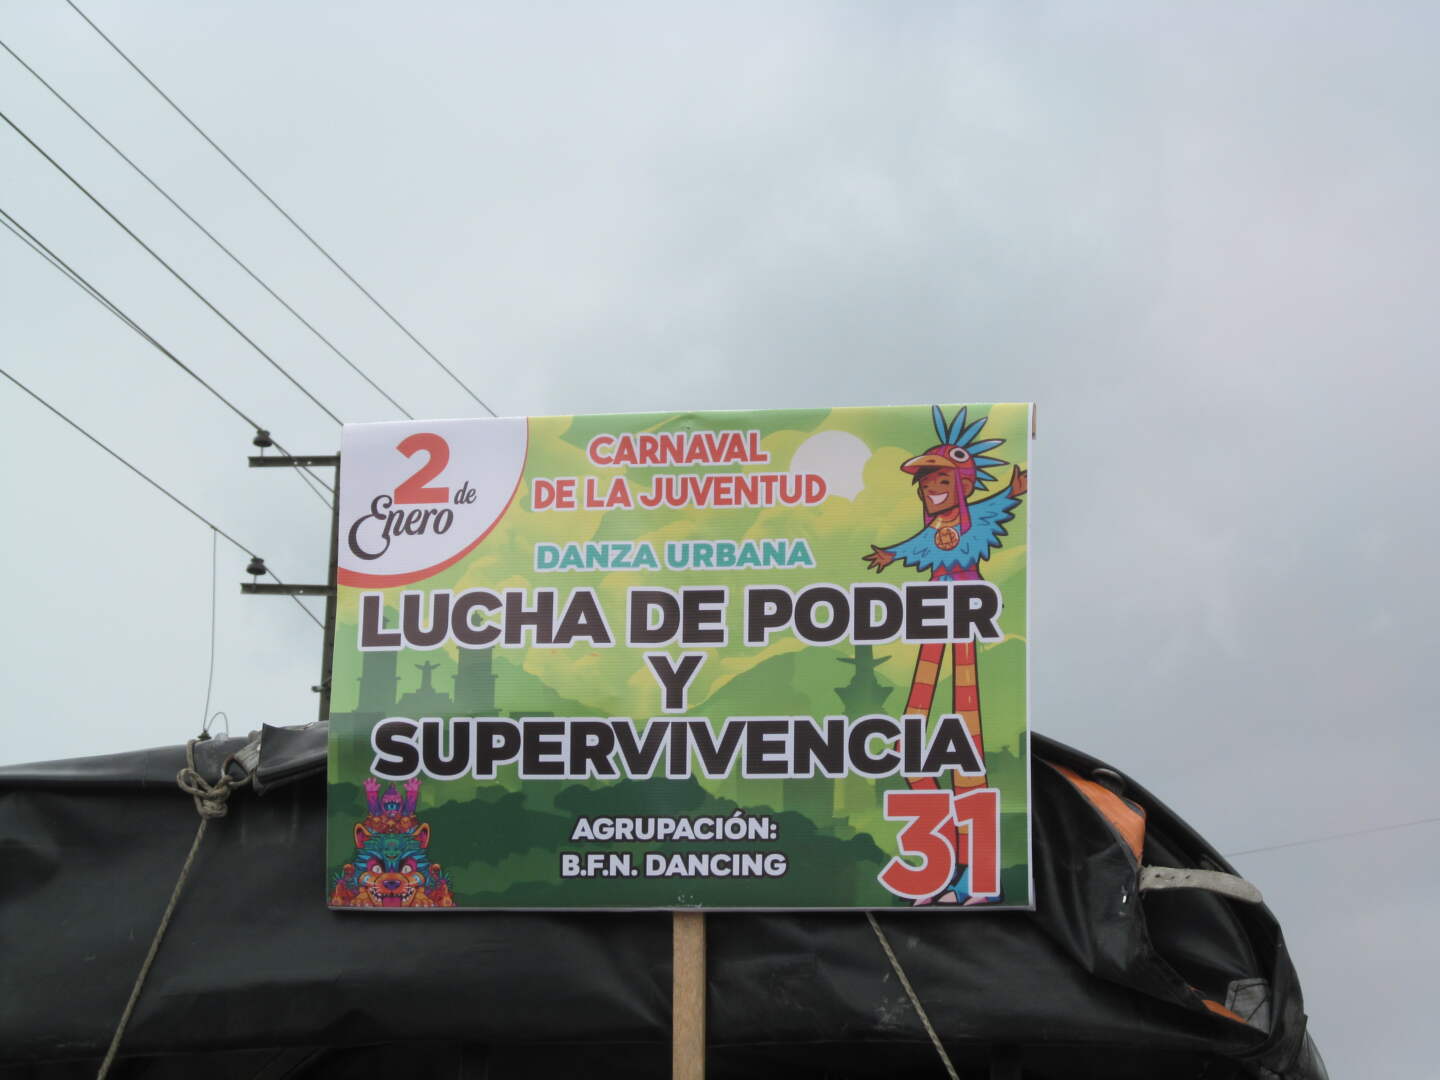 2 de
Enero
CARNAVAL
DE LA JUVENTUD
DANZA URBANA
LUCHA DE PODER
Y
SUPERVIVENCIA
AGRUPACIÓN:
B.F.N. DANCING
31